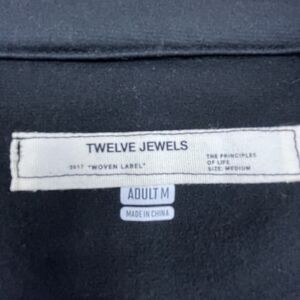 TWELVE JEWELS
2017 "WOVEN LABEL"
THE PRINCIPLES
OF LIFE
SIZE: MEDIUM
ADULT M
MADE IN CHINA